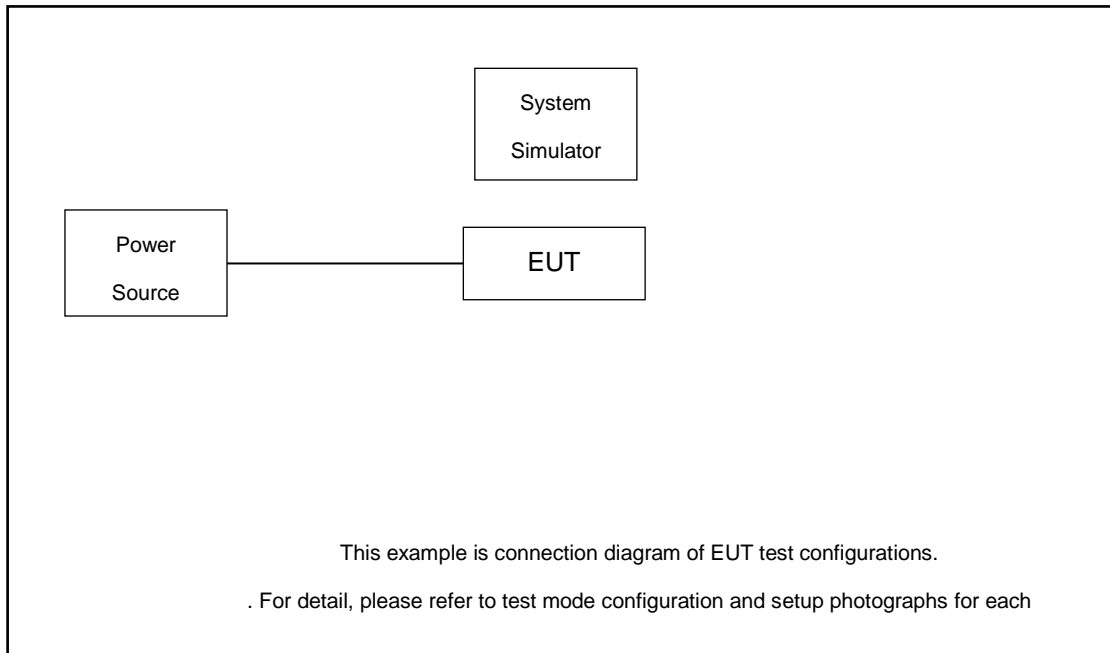 System
Simulator
Power
Source
EUT
This example is connection diagram of EUT test configurations.
. For detail, please refer to test mode configuration and setup photographs for each